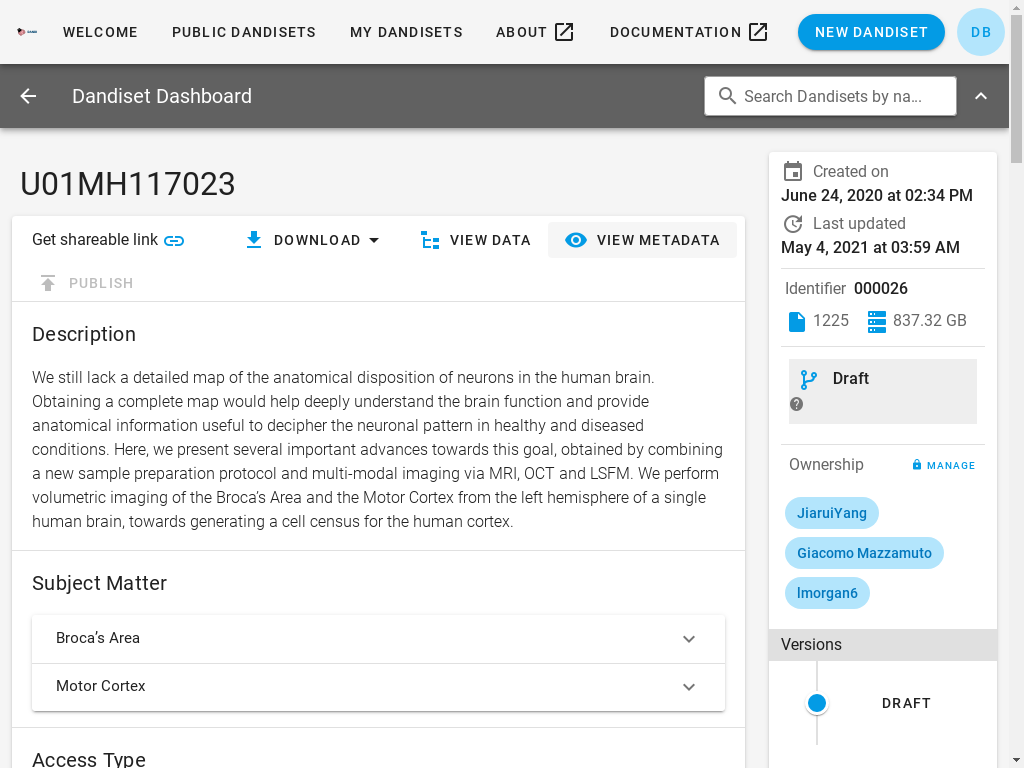 WELCOME PUBLIC DANDISETS MY DANDISETS ABOUT DOCUMENTATION NEW DANDISET DB
Dandiset Dashboard
Search Dandisets by na...
U01MH117023
Get shareable link DOWNLOAD VIEW DATA VIEW METADATA
PUBLISH
Description
We still lack a detailed map of the anatomical disposition of neurons in the human brain.
Obtaining a complete map would help deeply understand the brain function and provide
anatomical information useful to decipher the neuronal pattern in healthy and diseased
conditions. Here, we present several important advances towards this goal, obtained by combining
a new sample preparation protocol and multi-modal imaging via MRI, OCT and LSFM. We perform
volumetric imaging of the Broca’s Area and the Motor Cortex from the left hemisphere of a single
human brain, towards generating a cell census for the human cortex.
Subject Matter
Broca’s Area
Motor Cortex
Access Type
Created on
June 24, 2020 at 02:34 PM
Last updated
May 4, 2021 at 03:59 AM
Identifier 000026
1225 837.32 GB
Draft
Ownership MANAGE
JiaruiYang
Giacomo Mazzamuto
lmorgan6
Versions
DRAFT